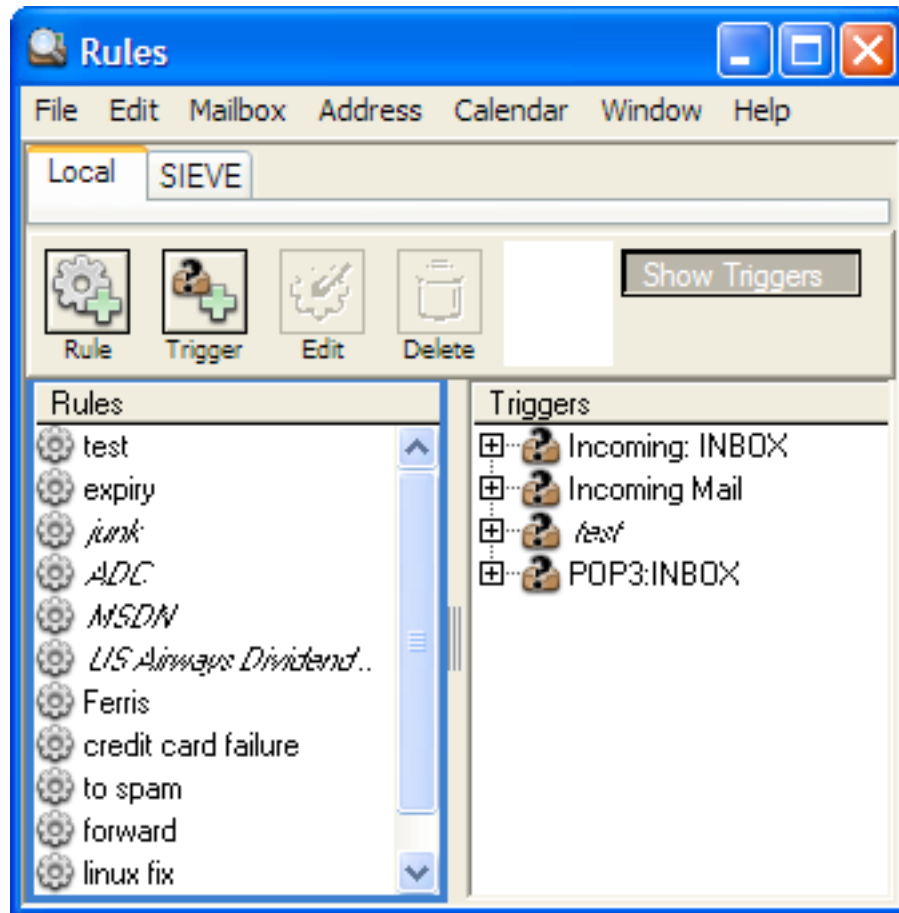 Rules
File Edit Mailbox Address Calendar Window Help
Local SIEVE
Show Triggers
Rule Trigger Edit Delete
Rules
test
expiry
junk
ADC
MSDN
US Airways Dividend..
Ferris
credit card failure
to spam
forward
linux fix
Triggers
Incoming: INBOX
Incoming Mail
test
POP3:INBOX